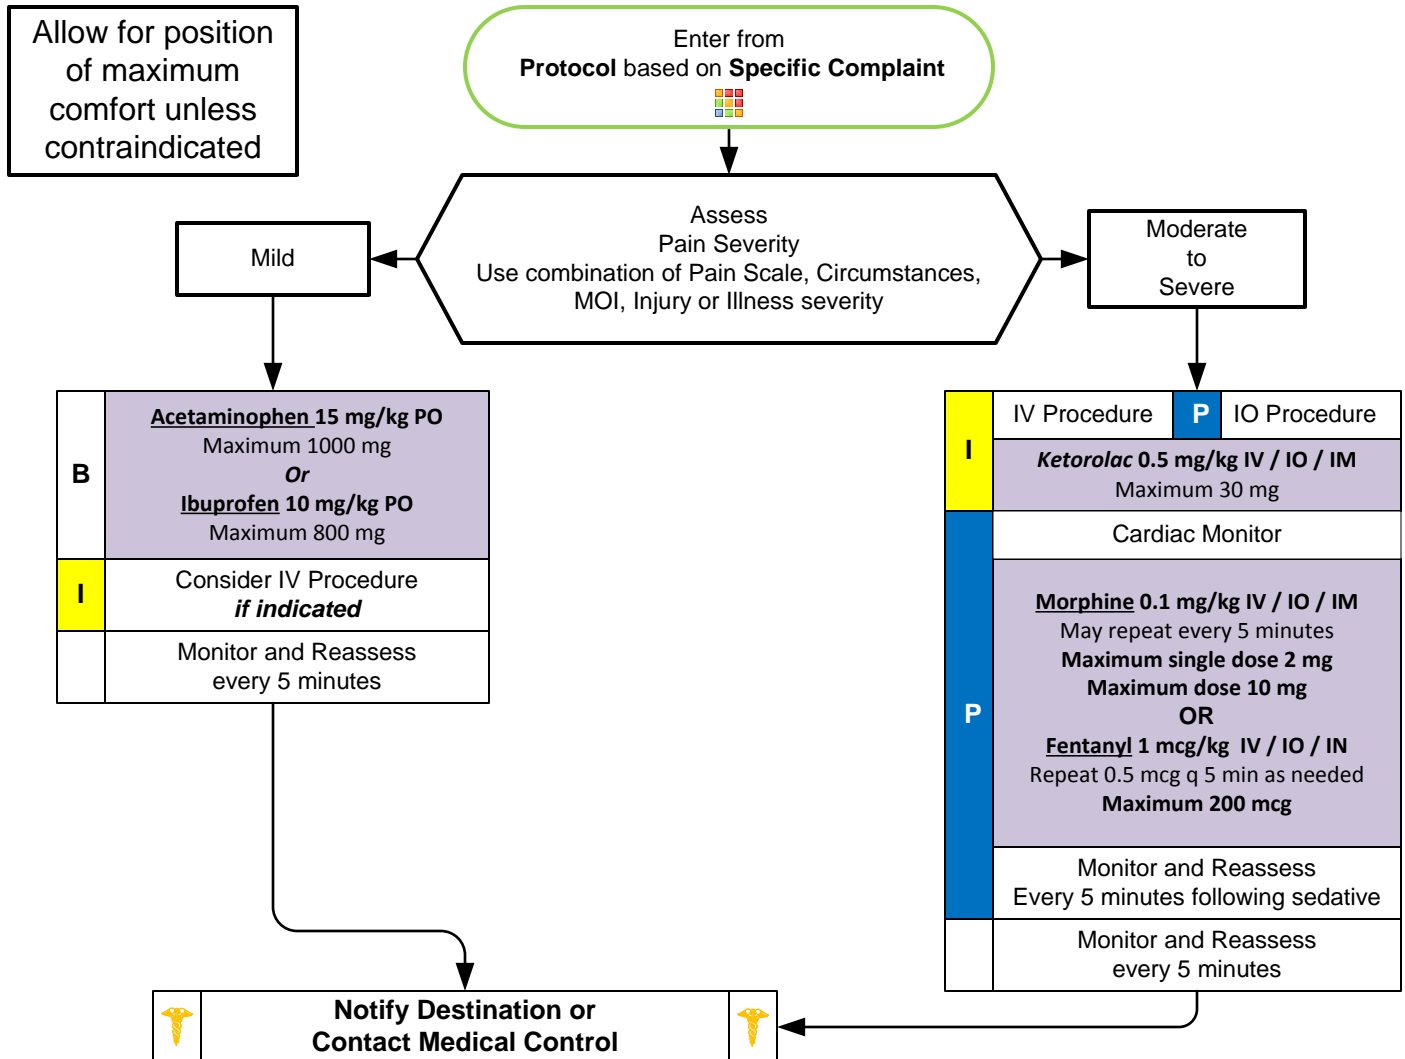 Allow for position
of maximum
comfort unless
contraindicated
Enter from
Protocol based on Specific Complaint
Assess
Pain Severity
Use combination of Pain Scale, Circumstances,
MOI, Injury or Illness severity
Mild
Moderate
to
Severe
B
Acetaminophen 15 mg/kg PO
Maximum 1000 mg
Or
Ibuprofen 10 mg/kg PO
Maximum 800 mg
I
Consider IV Procedure
if indicated
Monitor and Reassess
every 5 minutes
I
IV Procedure
P
IO Procedure
Ketorolac 0.5 mg/kg IV / IO / IM
Maximum 30 mg
P
Cardiac Monitor
Morphine 0.1 mg/kg IV / IO / IM
May repeat every 5 minutes
Maximum single dose 2 mg
Maximum dose 10 mg
OR
Fentanyl 1 mcg/kg IV / IO / IN
Repeat 0.5 mcg q 5 min as needed
Maximum 200 mcg
Monitor and Reassess
Every 5 minutes following sedative
Monitor and Reassess
every 5 minutes
Notify Destination or
Contact Medical Control